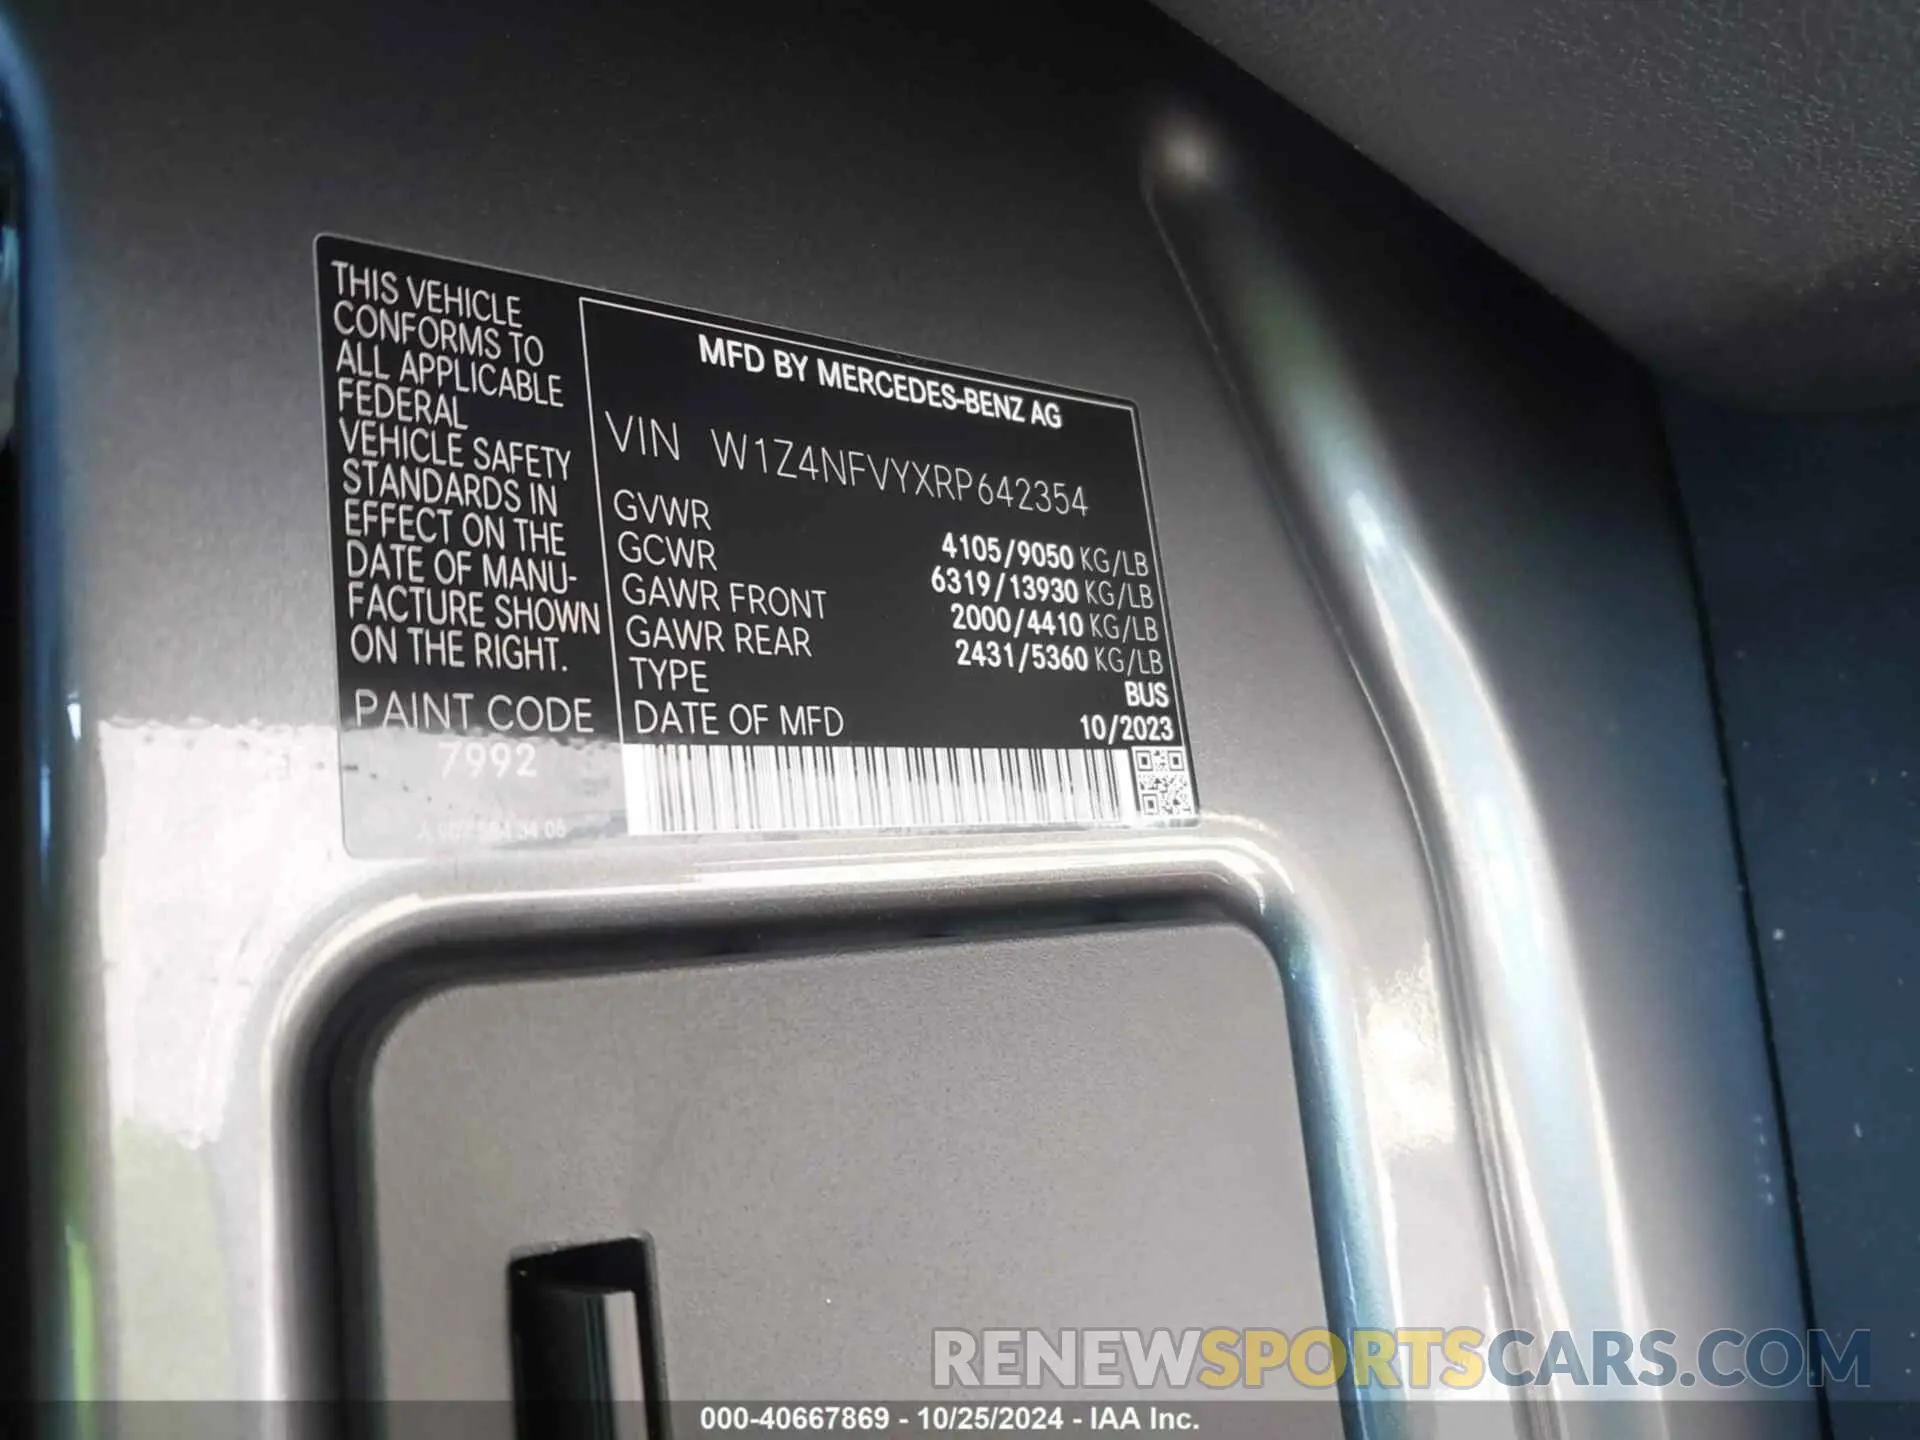 THIS VEHICLE
CONFORMS TO
ALL APPLICABLE
FEDERAL
VEHICLE SAFETY
STANDARDS IN
EFFECT ON THE
DATE OF MANU-
FACTURE SHOWN
ON THE RIGHT.
PAINT CODE
7992
MFD BY MERCEDES-BENZ AG
VIN W1Z4NFVYXRP642354
GVWR 4105/9050 KG/LB
GCWR 6319/13930 KG/LB
GAWR FRONT 2000/4410 KG/LB
GAWR REAR 2431/5360 KG/LB
TYPE BUS
DATE OF MFD 10/2023
RENEWSPORTSCARS.COM
000-40667869 - 10/25/2024 - IAA Inc.